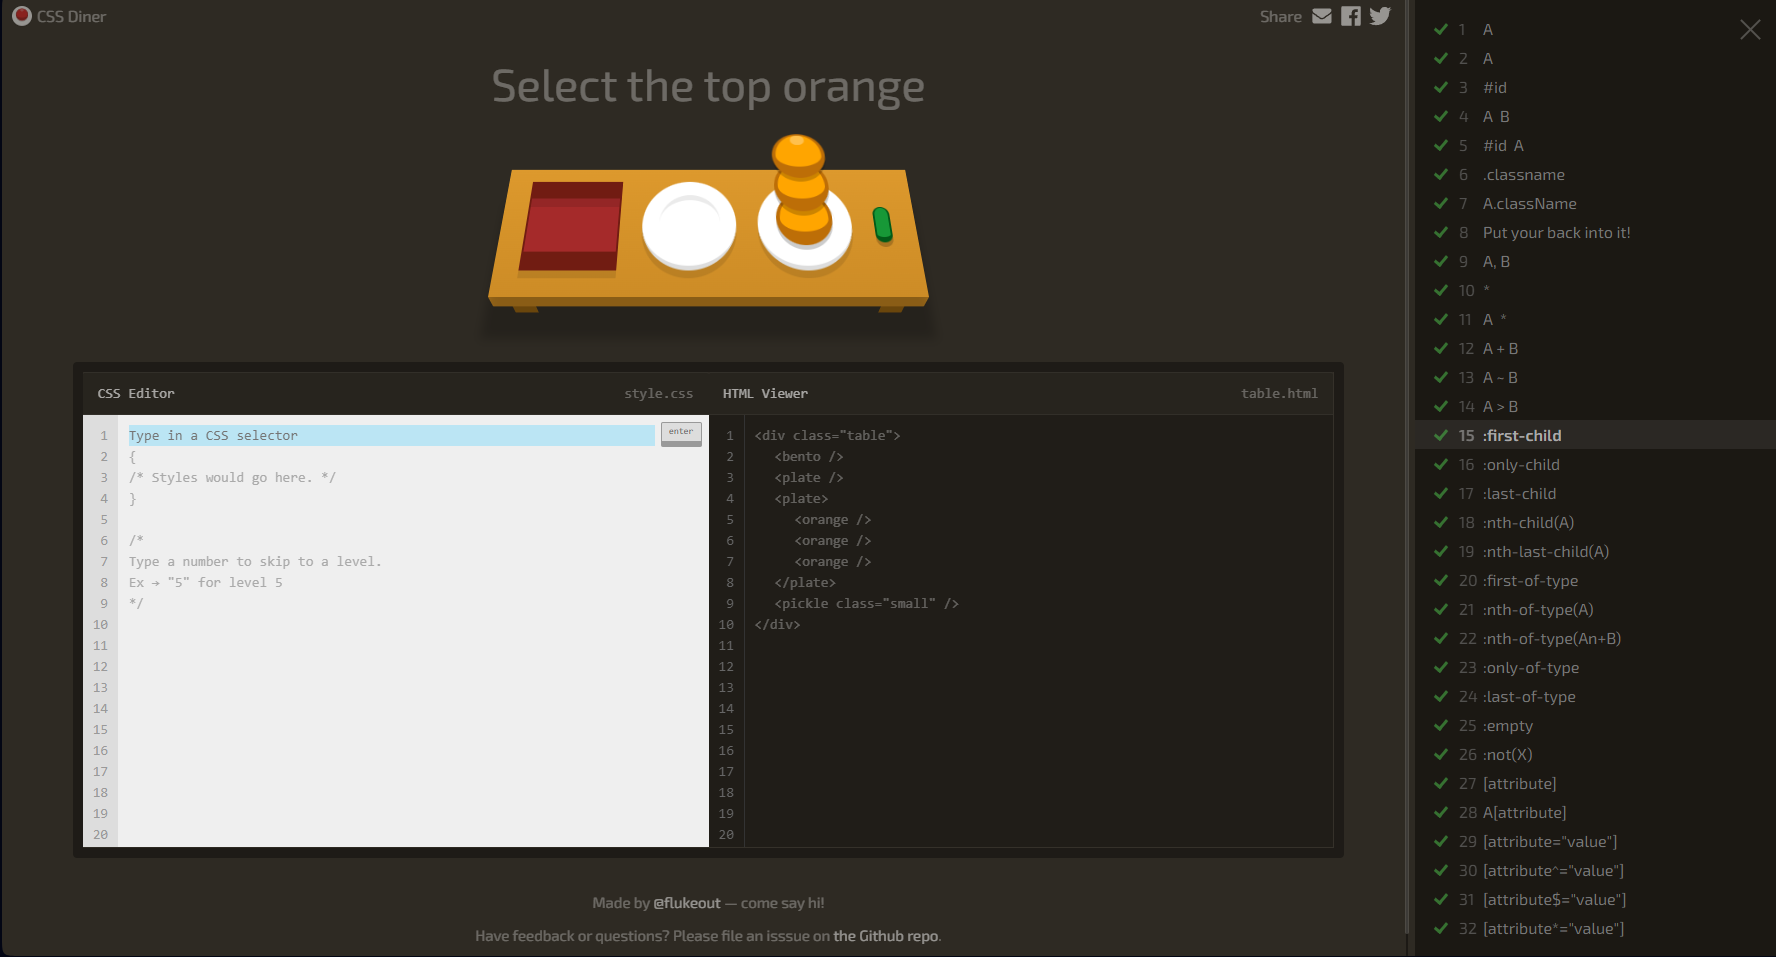 CSS Diner
Share
Select the top orange
CSS Editor
style.css
1 Type in a CSS selector
enter
2 {
3 /* Styles would go here. */
4 }
5
6 /*
7 Type a number to skip to a level.
8 Ex → "5" for level 5
9 */
10
11
12
13
14
15
16
17
18
19
20
HTML Viewer
table.html
1 <div class="table">
2 <bento />
3 <plate />
4 <plate>
5 <orange />
6 <orange />
7 <orange />
8 </plate>
9 <pickle class="small" />
10 </div>
11
12
13
14
15
16
17
18
19
20
Made by @flukeout — come say hi!
Have feedback or questions? Please file an isssue on the Github repo.
1 A
2 A
3 #id
4 A B
5 #id A
6 .classname
7 A.className
8 Put your back into it!
9 A, B
10 *
11 A *
12 A + B
13 A ~ B
14 A > B
15 :first-child
16 :only-child
17 :last-child
18 :nth-child(A)
19 :nth-last-child(A)
20 :first-of-type
21 :nth-of-type(A)
22 :nth-of-type(An+B)
23 :only-of-type
24 :last-of-type
25 :empty
26 :not(X)
27 [attribute]
28 A[attribute]
29 [attribute="value"]
30 [attribute^="value"]
31 [attribute$="value"]
32 [attribute*="value"]